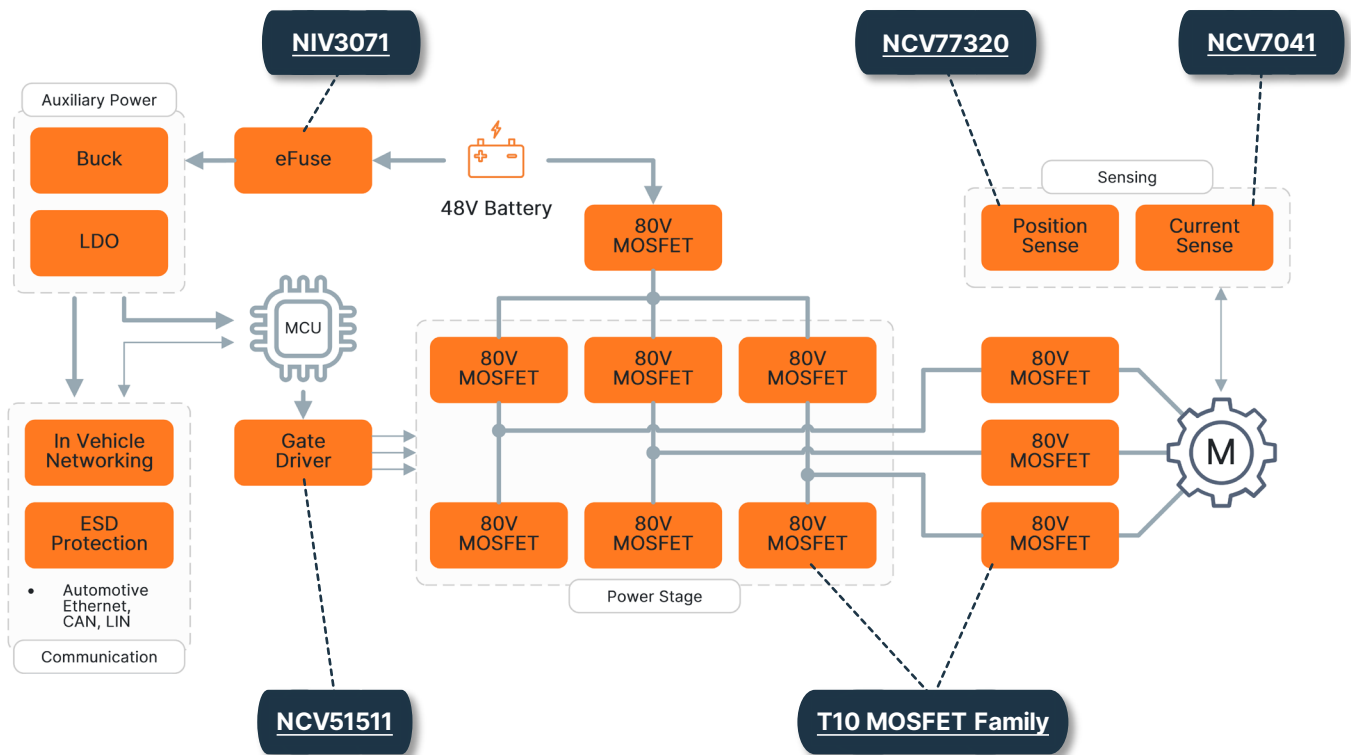 NIV3071
NCV77320
NCV7041
Auxiliary Power
Buck
eFuse
48V Battery
LDO
80V
MOSFET
Sensing
Position
Sense
Current
Sense
MCU
80V
MOSFET
80V
MOSFET
80V
MOSFET
80V
MOSFET
In Vehicle
Networking
Gate
Driver
80V
MOSFET
M
ESD
Protection
80V
MOSFET
80V
MOSFET
80V
MOSFET
80V
MOSFET
• Automotive
Ethernet,
CAN, LIN
Power Stage
Communication
NCV51511
T10 MOSFET Family